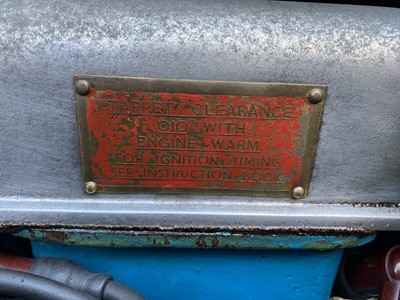 TAPPET CLEARANCE
.010" WITH
ENGINE WARM.
FOR IGNITION TIMING
SEE INSTRUCTION BOOK.